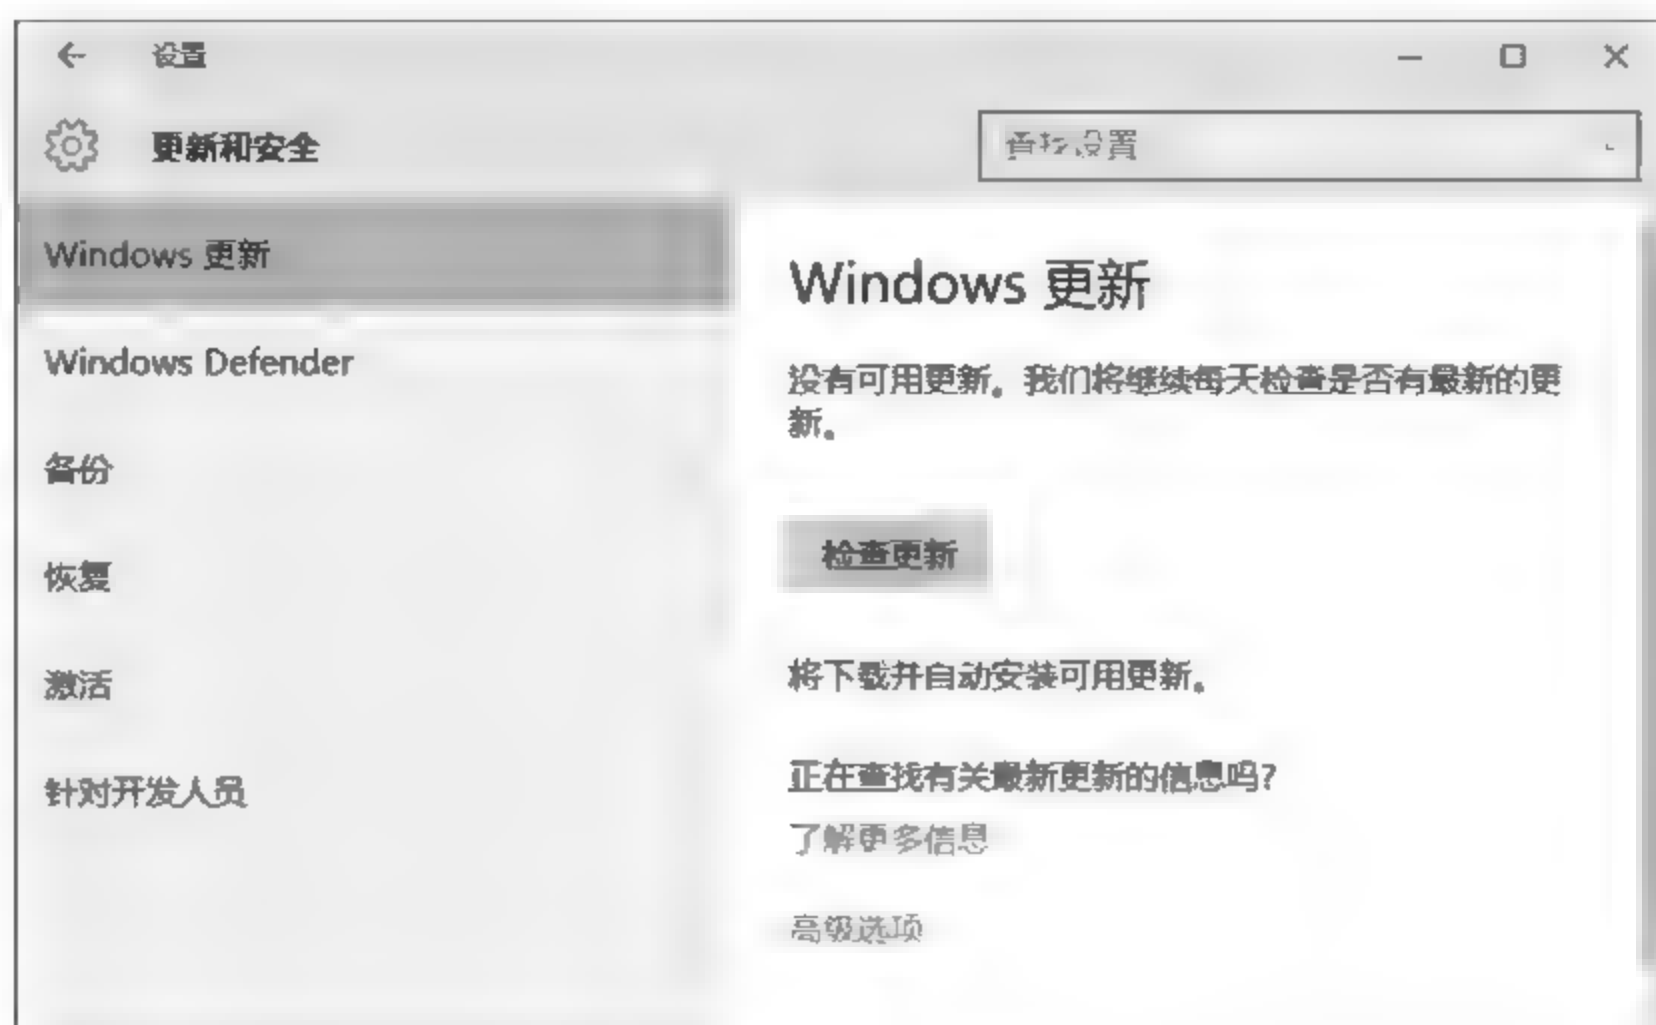 设置
更新和安全
查找设置
Windows 更新
Windows Defender
备份
恢复
激活
针对开发人员
Windows 更新
没有可用更新。我们将继续每天检查是否有最新的更
新。
检查更新
将下载并自动安装可用更新。
正在查找有关最新更新的信息吗?
了解更多信息
高级选项